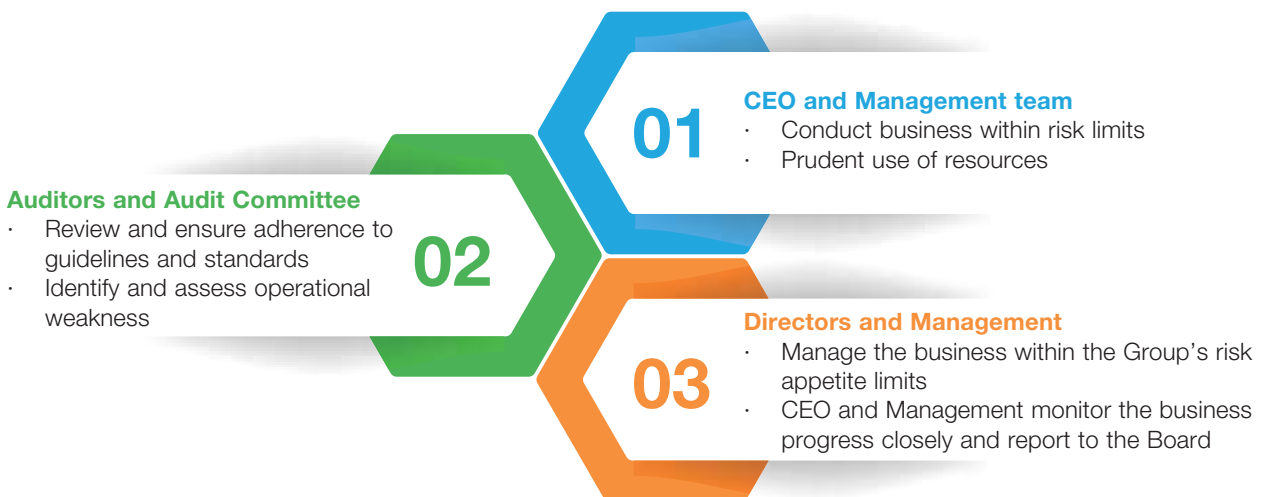 01
CEO and Management team
· Conduct business within risk limits
· Prudent use of resources
02
Auditors and Audit Committee
· Review and ensure adherence to
guidelines and standards
· Identify and assess operational
weakness
03
Directors and Management
· Manage the business within the Group’s risk
appetite limits
· CEO and Management monitor the business
progress closely and report to the Board